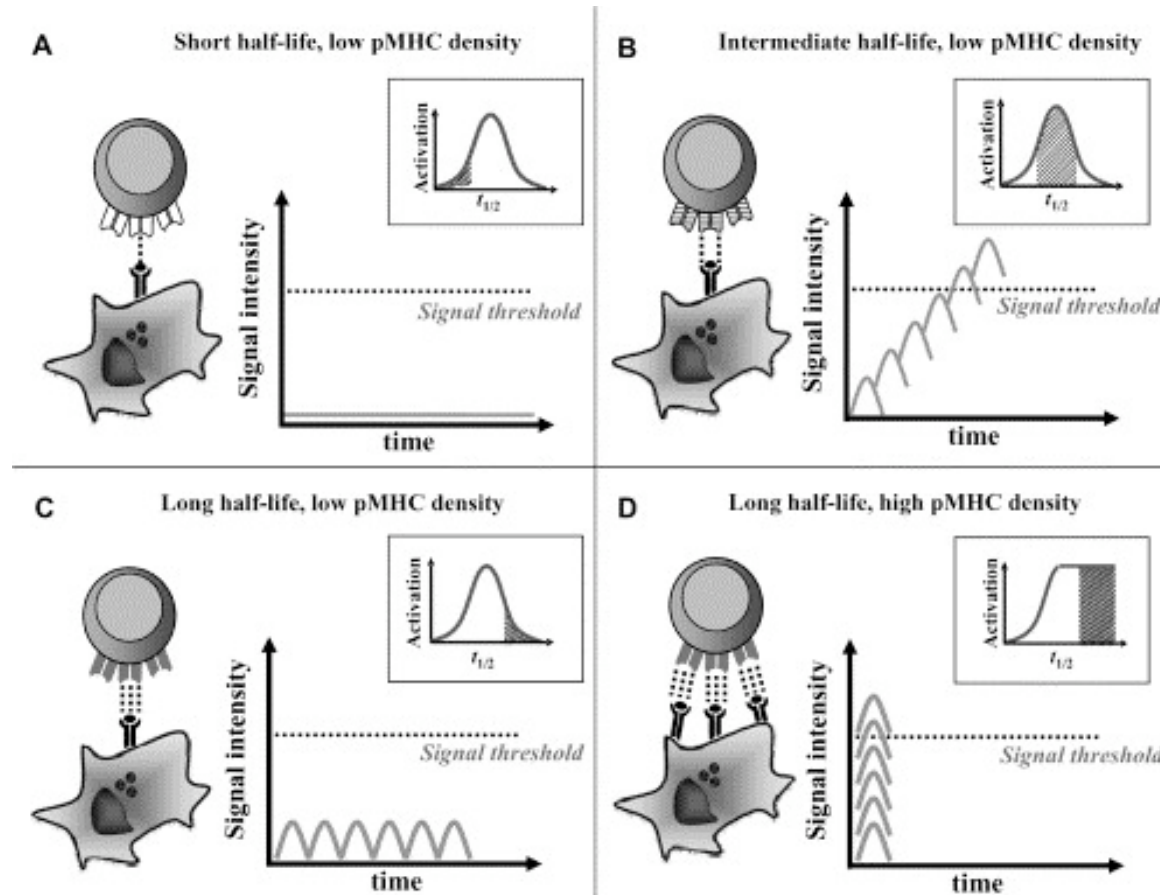 A
Short half-life, low pMHC density
Activation
t1/2
Signal intensity
Signal threshold
time
B
Intermediate half-life, low pMHC density
Activation
t1/2
Signal intensity
Signal threshold
time
C
Long half-life, low pMHC density
Activation
t1/2
Signal intensity
Signal threshold
time
D
Long half-life, high pMHC density
Activation
t1/2
Signal intensity
Signal threshold
time